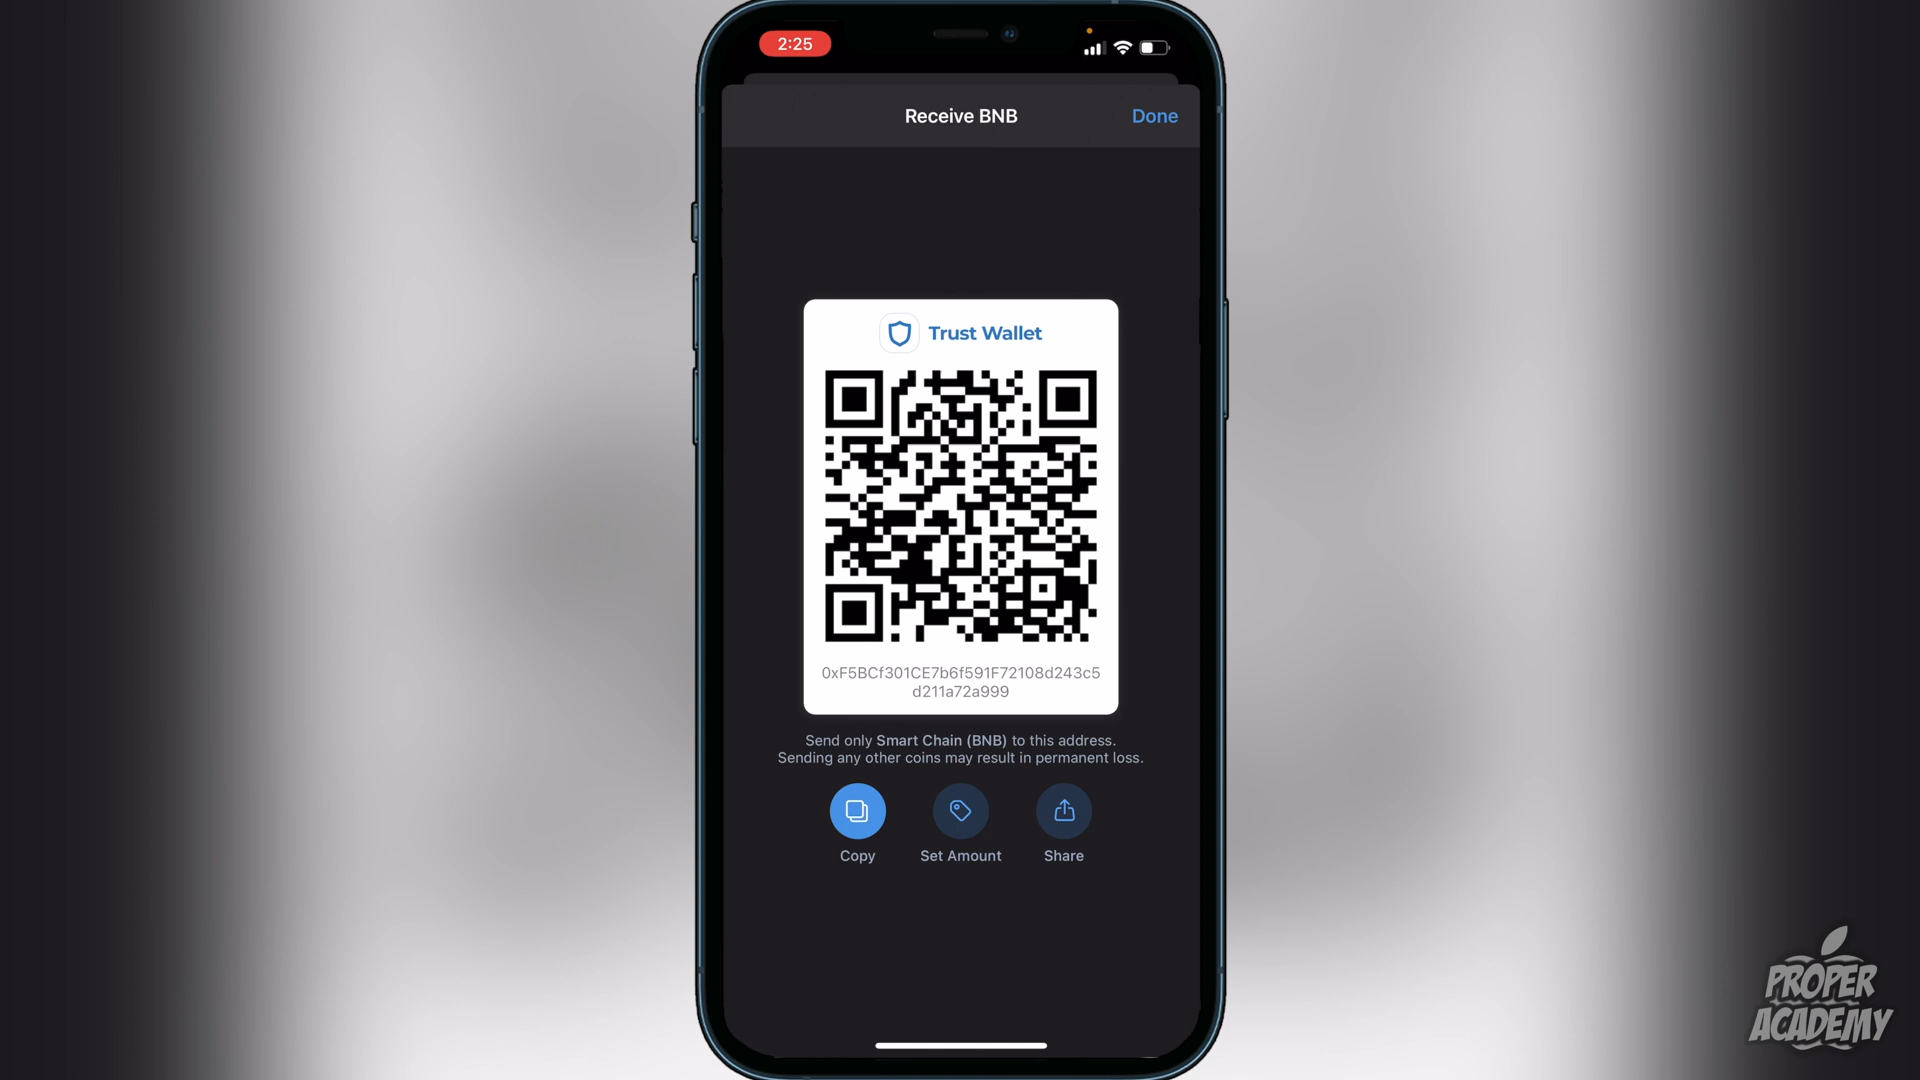 2:25
Receive BNB
Done
Trust Wallet
0xF5BCf301CE7b6f591F72108d243c5
d211a72a999
Send only Smart Chain (BNB) to this address.
Sending any other coins may result in permanent loss.
Copy
Set Amount
Share
PROPER
ACADEMY